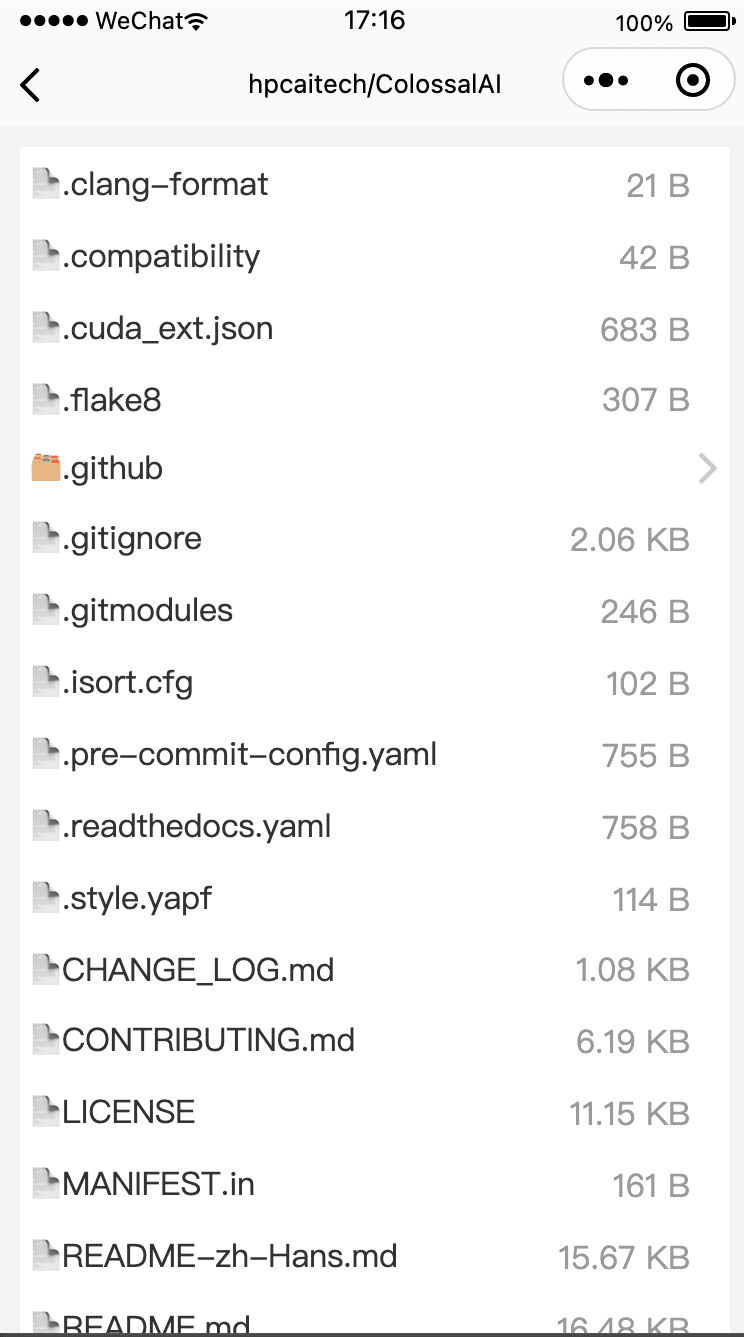 WeChat 17:16 100%
hpcaitech/ColossalAI
.clang-format 21 B
.compatibility 42 B
.cuda_ext.json 683 B
.flake8 307 B
.github
.gitignore 2.06 KB
.gitmodules 246 B
.isort.cfg 102 B
.pre-commit-config.yaml 755 B
.readthedocs.yaml 758 B
.style.yapf 114 B
CHANGE_LOG.md 1.08 KB
CONTRIBUTING.md 6.19 KB
LICENSE 11.15 KB
MANIFEST.in 161 B
README-zh-Hans.md 15.67 KB
README.md 16.48 KB